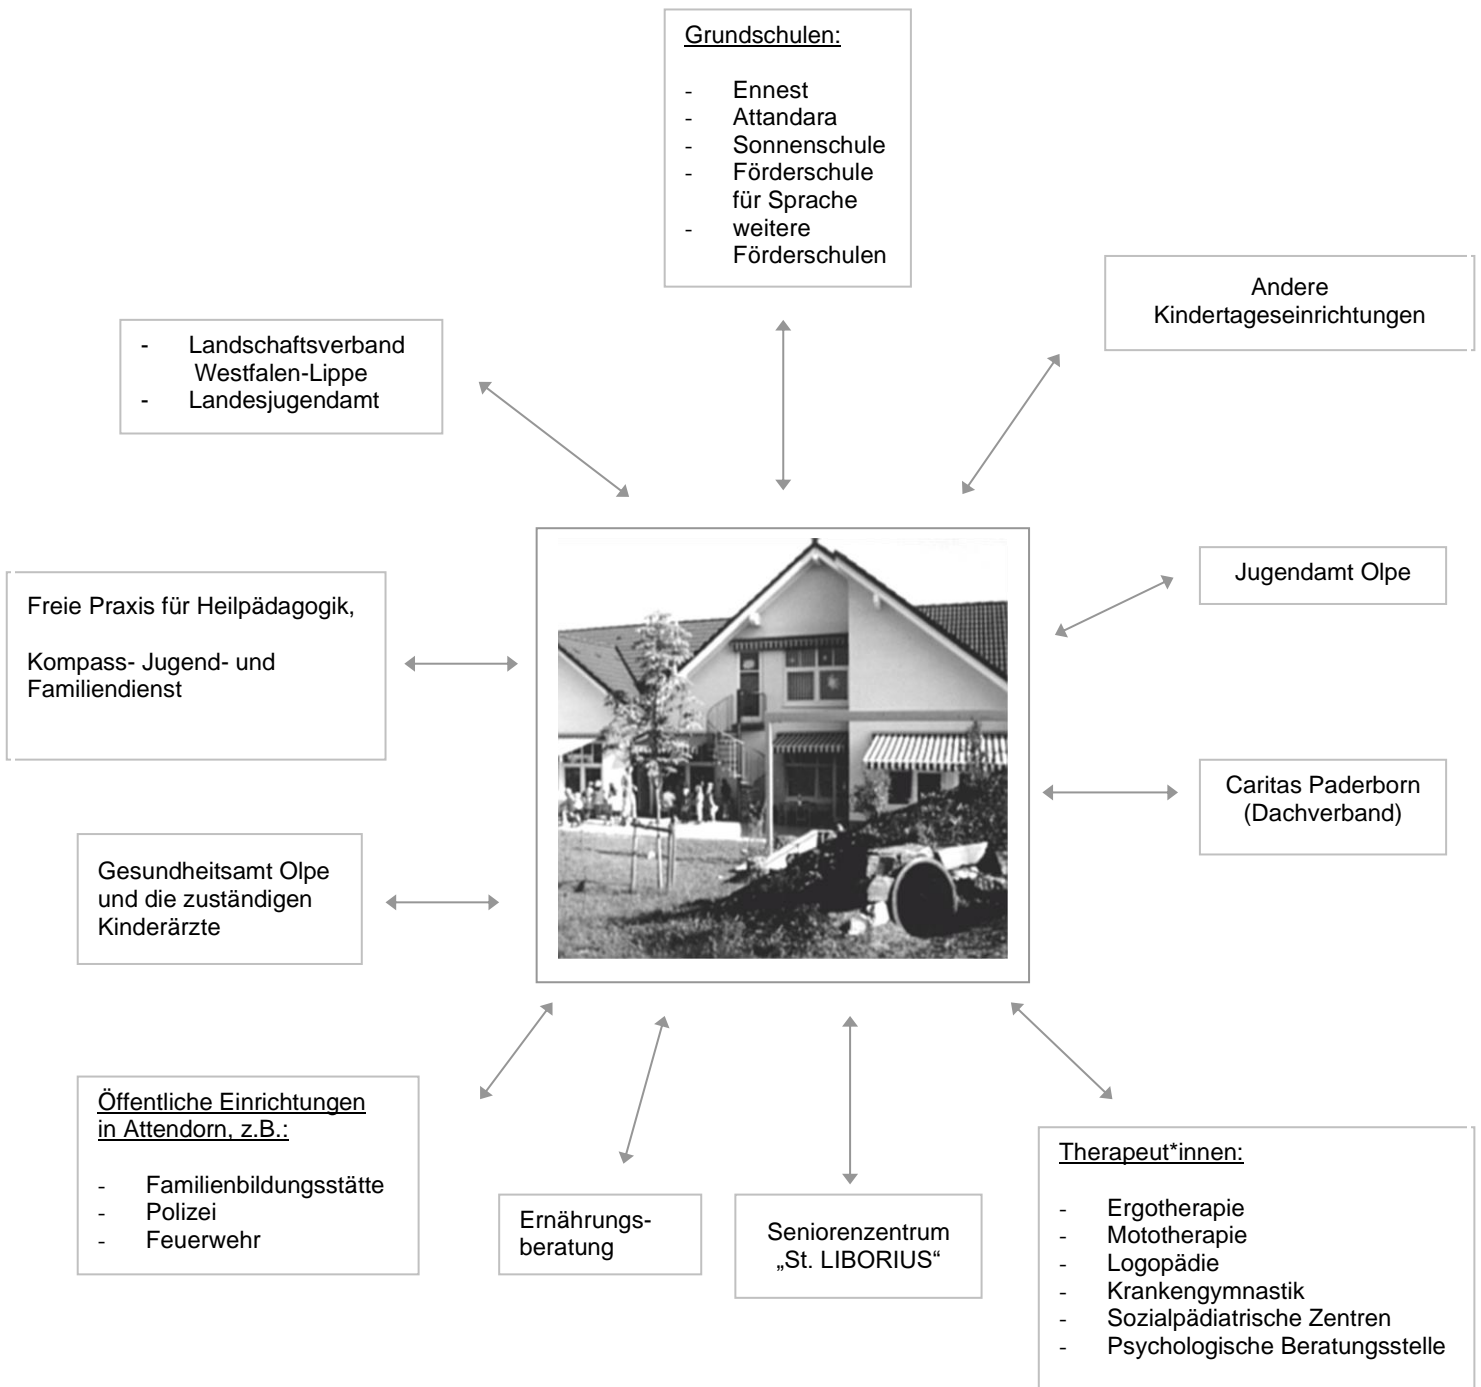 Grundschulen:
- Ennest
- Attandara
- Sonnenschule
- Förderschule
für Sprache
- weitere
Förderschulen
Andere
Kindertageseinrichtungen
- Landschaftsverband
Westfalen-Lippe
- Landesjugendamt
Jugendamt Olpe
Freie Praxis für Heilpädagogik,
Kompass- Jugend- und
Familiendienst
Caritas Paderborn
(Dachverband)
Gesundheitsamt Olpe
und die zuständigen
Kinderärzte
Öffentliche Einrichtungen
in Attendorn, z.B.:
- Familienbildungsstätte
- Polizei
- Feuerwehr
Ernährungs-
beratung
Seniorenzentrum
„St. LIBORIUS“
Therapeut*innen:
- Ergotherapie
- Mototherapie
- Logopädie
- Krankengymnastik
- Sozialpädiatrische Zentren
- Psychologische Beratungsstelle